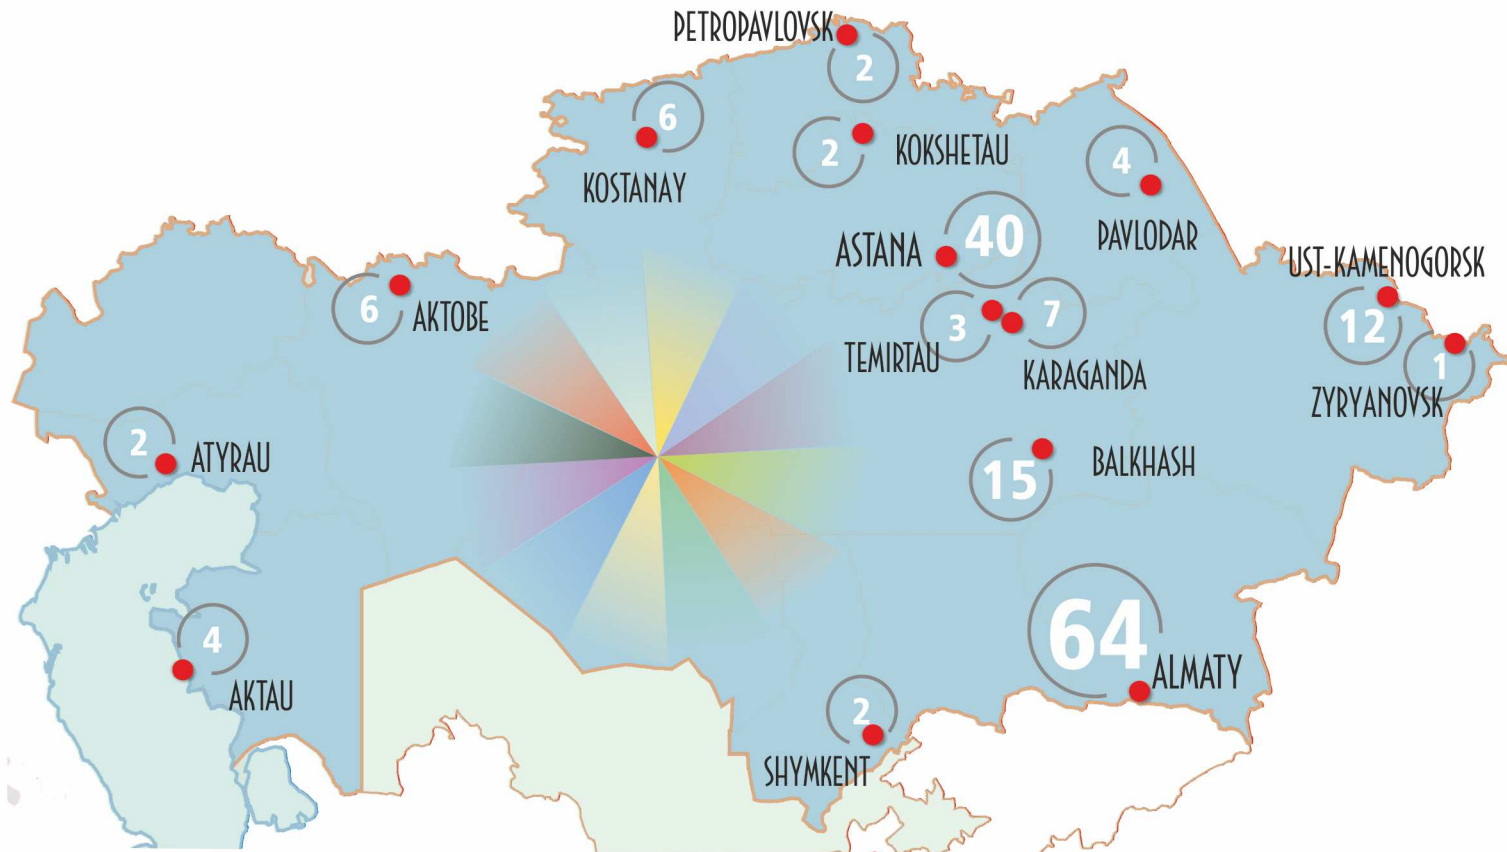 PETROPAVLOVSK
2
6
KOSTANAY
2
KOKSHETAU
4
PAVLODAR
40
ASTANA
UST-KAMENOGORSK
12
6
AKTOBE
3
7
TEMIRTAU
KARAGANDA
1
ZYRYANOVSK
2
ATYRAU
15
BALKHASH
4
AKTAU
64
ALMATY
2
SHYMKENT